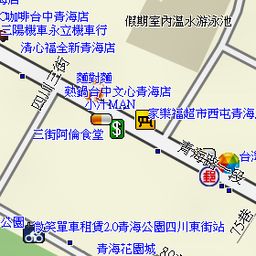 咖啡台中青海店
三陽機車永立機車行
清心福全新青海店
假期室內溫水游泳池
四川三街
麵對麵
熱鍋台中文心青海店
小汁MAN
家樂福超市西屯青海
三街阿倫食堂
$
青海路
段
台
郵
75巷
公園
微笑單車租賃2.0青海公園四川東街站
青海花園城